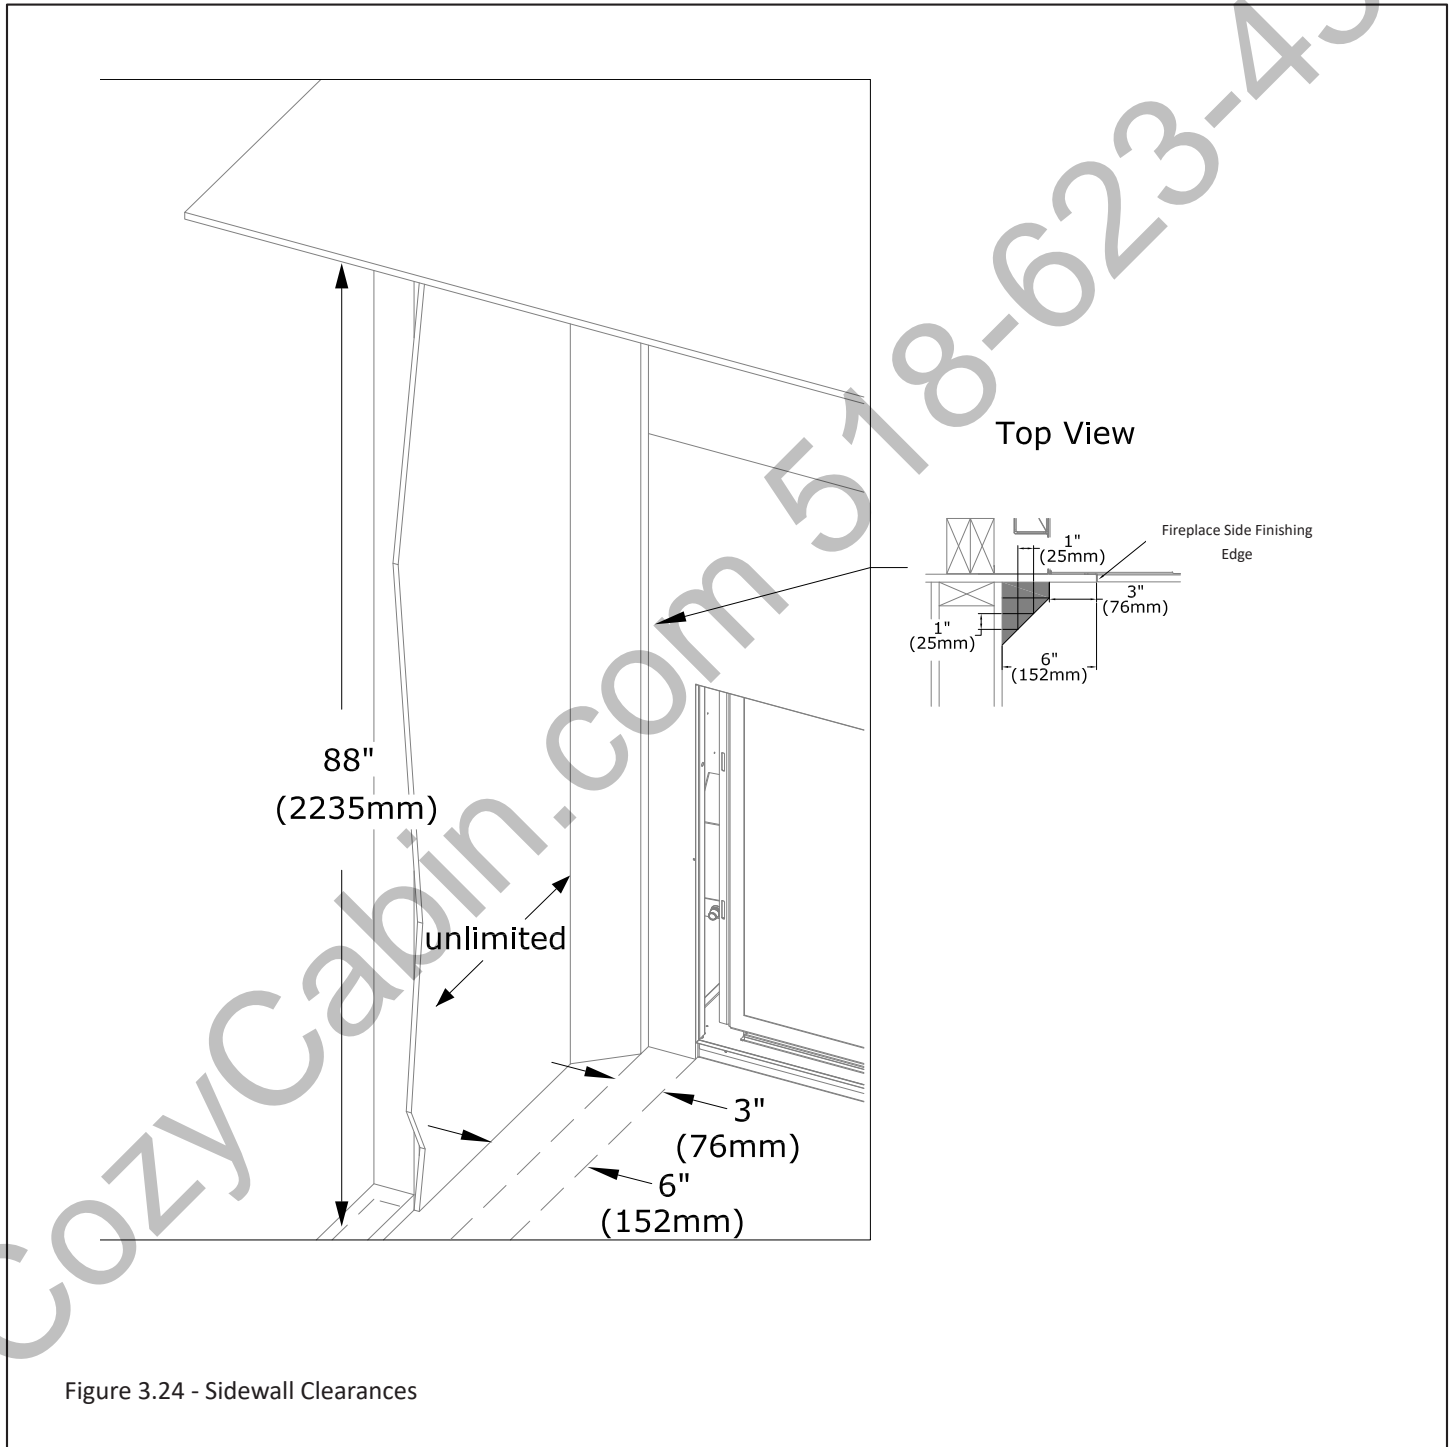 Top View
1"
(25mm)
Fireplace Side Finishing
Edge
3"
(76mm)
1"
(25mm)
6"
(152mm)
88"
(2235mm)
unlimited
3"
(76mm)
6"
(152mm)
CozyCabin.com 518-623-4
Figure 3.24 - Sidewall Clearances